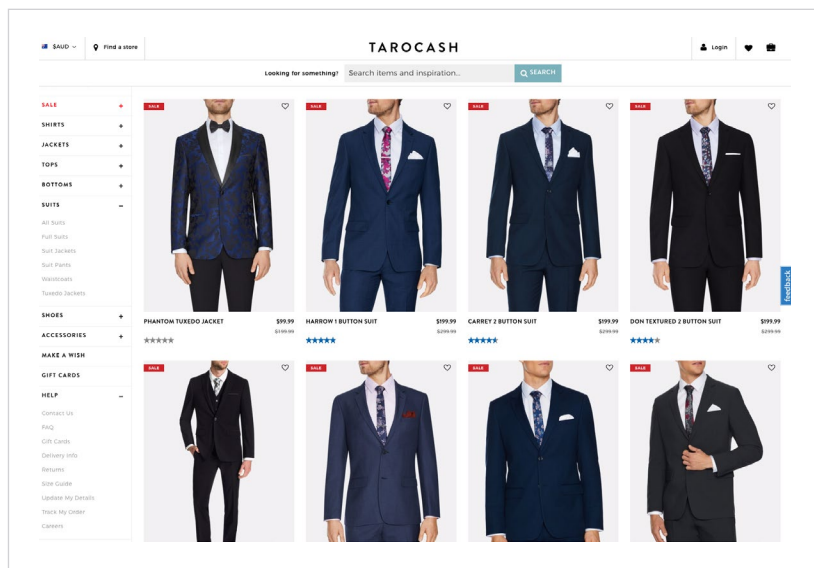 $AUD
Find a store
TAROCASH
Login
Looking for something?
Search items and inspiration...
SEARCH
SALE +
SHIRTS +
JACKETS +
TOPS +
BOTTOMS +
SUITS –
All Suits
Full Suits
Suit Jackets
Suit Pants
Waistcoats
Tuxedo Jackets
SHOES +
ACCESSORIES +
MAKE A WISH
GIFT CARDS
HELP –
Contact Us
FAQ
Gift Cards
Delivery Info
Returns
Size Guide
Update My Details
Track My Order
Careers
SALE
SALE
SALE
SALE
feedback
PHANTOM TUXEDO JACKET $99.99
$199.99
HARROW 1 BUTTON SUIT $199.99
$299.99
CARREY 2 BUTTON SUIT $199.99
$299.99
DON TEXTURED 2 BUTTON SUIT $199.99
$299.99
SALE
SALE
SALE
SALE